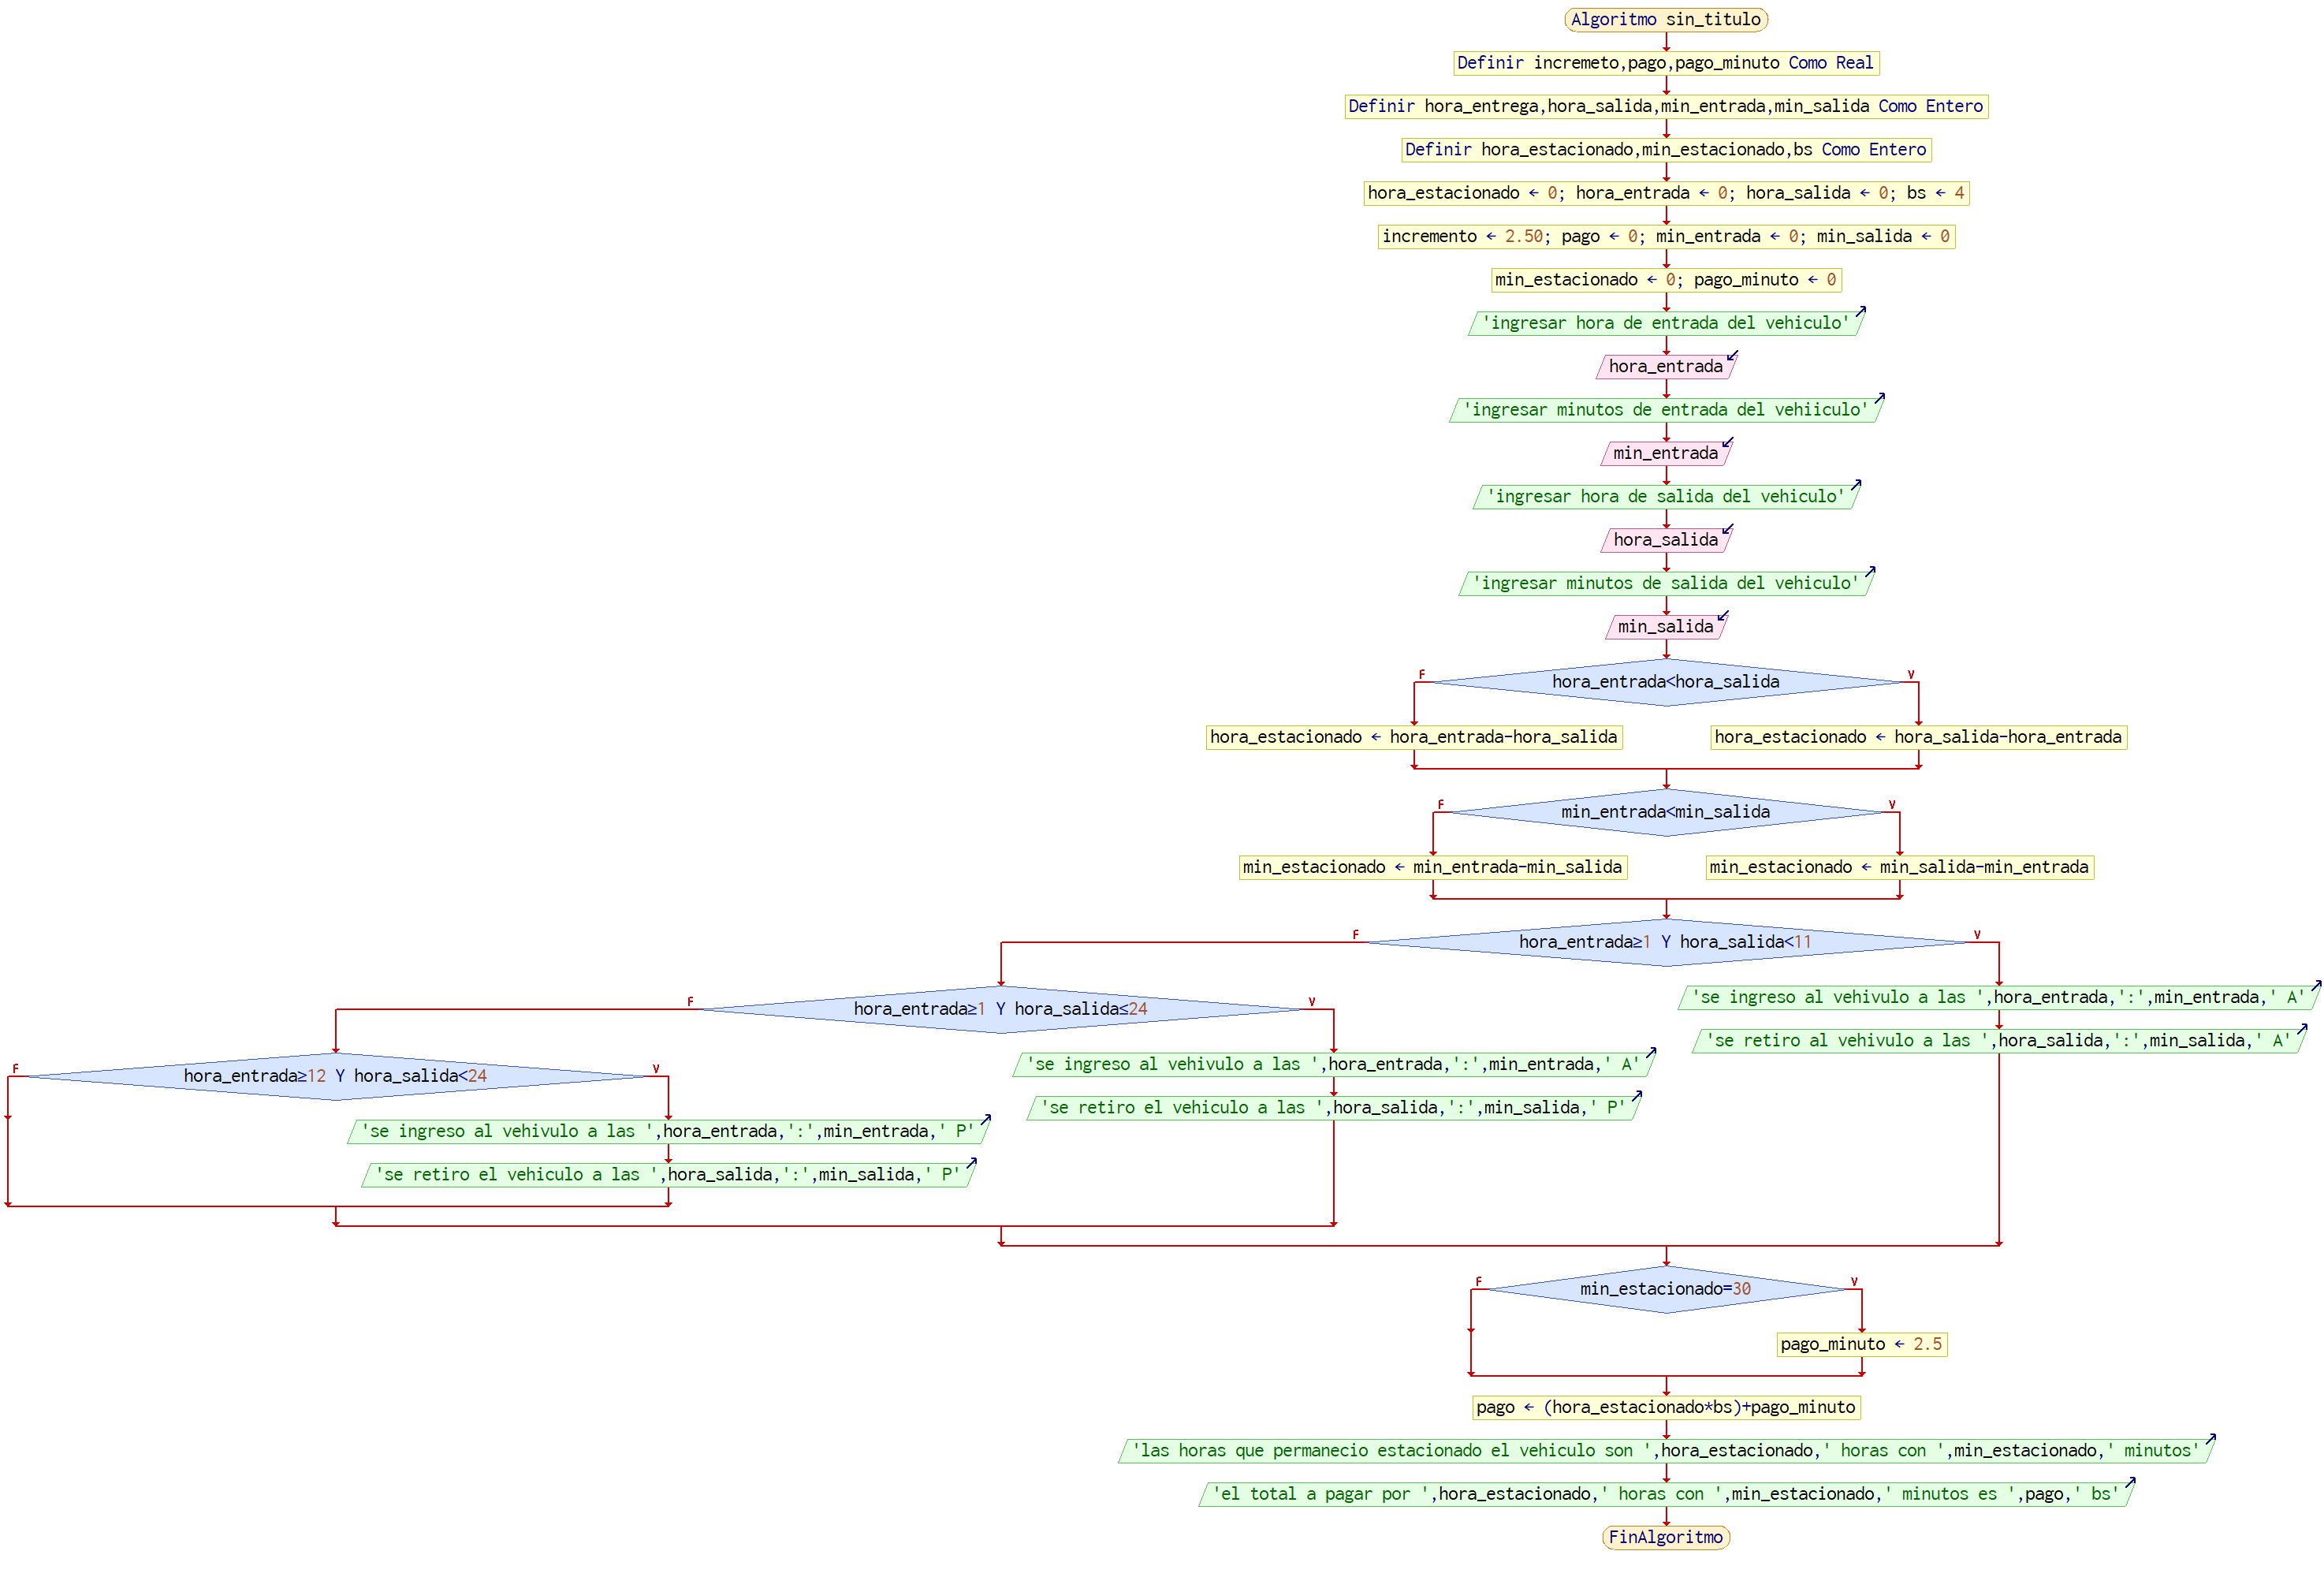 Algoritmo sin_titulo
Definir incremeto,pago,pago_minuto Como Real
Definir hora_entrega,hora_salida,min_entrada,min_salida Como Entero
Definir hora_estacionado,min_estacionado,bs Como Entero
hora_estacionado ← 0; hora_entrada ← 0; hora_salida ← 0; bs ← 4
incremento ← 2.50; pago ← 0; min_entrada ← 0; min_salida ← 0
min_estacionado ← 0; pago_minuto ← 0
'ingresar hora de entrada del vehiculo'
hora_entrada
'ingresar minutos de entrada del vehiiculo'
min_entrada
'ingresar hora de salida del vehiculo'
hora_salida
'ingresar minutos de salida del vehiculo'
min_salida
F
V
hora_entrada<hora_salida
hora_estacionado ← hora_entrada-hora_salida
hora_estacionado ← hora_salida-hora_entrada
F
V
min_entrada<min_salida
min_estacionado ← min_entrada-min_salida
min_estacionado ← min_salida-min_entrada
F
V
hora_entrada≥1 Y hora_salida<11
'se ingreso al vehivulo a las ',hora_entrada,':',min_entrada,' A'
'se retiro al vehivulo a las ',hora_salida,':',min_salida,' A'
F
V
hora_entrada≥1 Y hora_salida≤24
'se ingreso al vehivulo a las ',hora_entrada,':',min_entrada,' A'
'se retiro el vehiculo a las ',hora_salida,':',min_salida,' P'
F
V
hora_entrada≥12 Y hora_salida<24
'se ingreso al vehivulo a las ',hora_entrada,':',min_entrada,' P'
'se retiro el vehiculo a las ',hora_salida,':',min_salida,' P'
F
V
min_estacionado=30
pago_minuto ← 2.5
pago ← (hora_estacionado*bs)+pago_minuto
'las horas que permanecio estacionado el vehiculo son ',hora_estacionado,' horas con ',min_estacionado,' minutos'
'el total a pagar por ',hora_estacionado,' horas con ',min_estacionado,' minutos es ',pago,' bs'
FinAlgoritmo